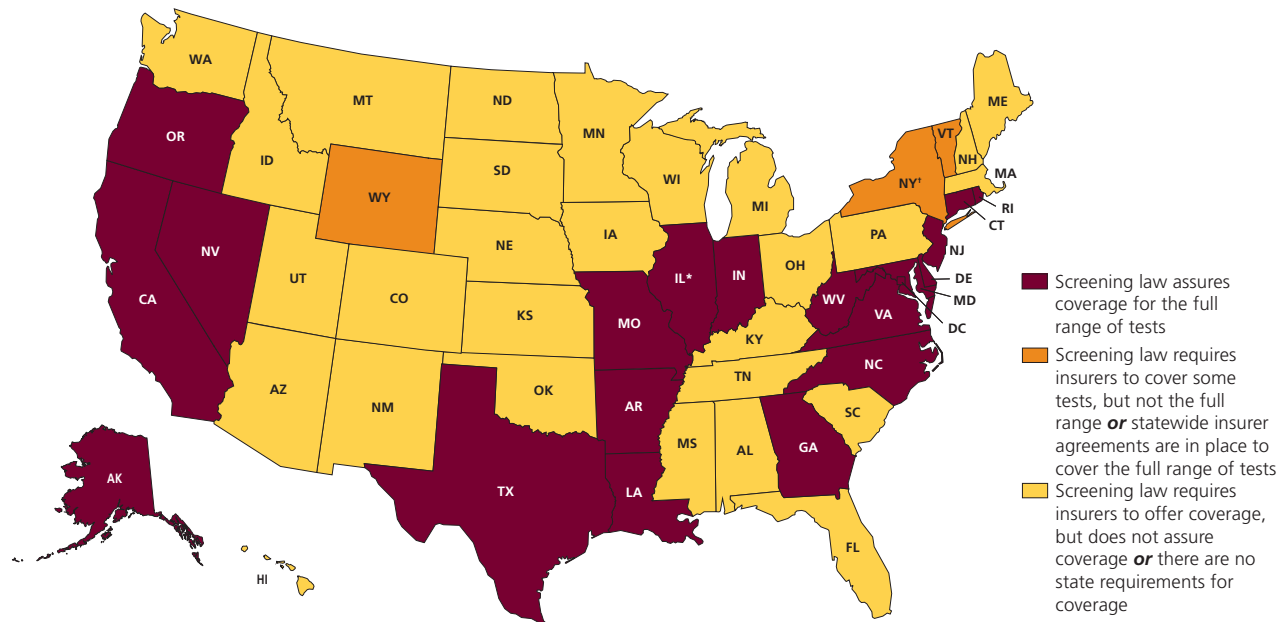 WA
MT
ND
MN
ME
OR
ID
SD
WI
MI
VT
NH
NY†
MA
RI
CT
WY
NE
IA
PA
NJ
NV
UT
CO
KS
IL*
IN
OH
DE
MD
DC
CA
MO
WV
VA
KY
NC
AZ
NM
OK
AR
TN
SC
MS
AL
GA
TX
LA
FL
AK
HI
Screening law assures
coverage for the full
range of tests
Screening law requires
insurers to cover some
tests, but not the full
range or statewide insurer
agreements are in place to
cover the full range of tests
Screening law requires
insurers to offer coverage,
but does not assure
coverage or there are no
state requirements for
coverage